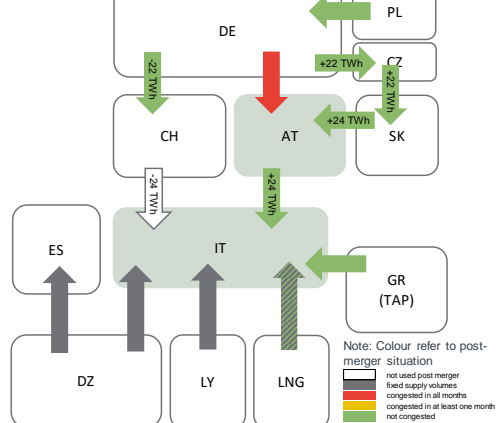 PL
DE
CZ
+22 TWh
-22 TWh
+22 TWh
CH
AT
+24 TWh
SK
-24 TWh
+24 TWh
IT
ES
GR
(TAP)
DZ
LY
LNG
Note: Colour refer to post-
merger situation
not used post merger
fixed supply volumes
congested in all months
congested in at least one month
not congested